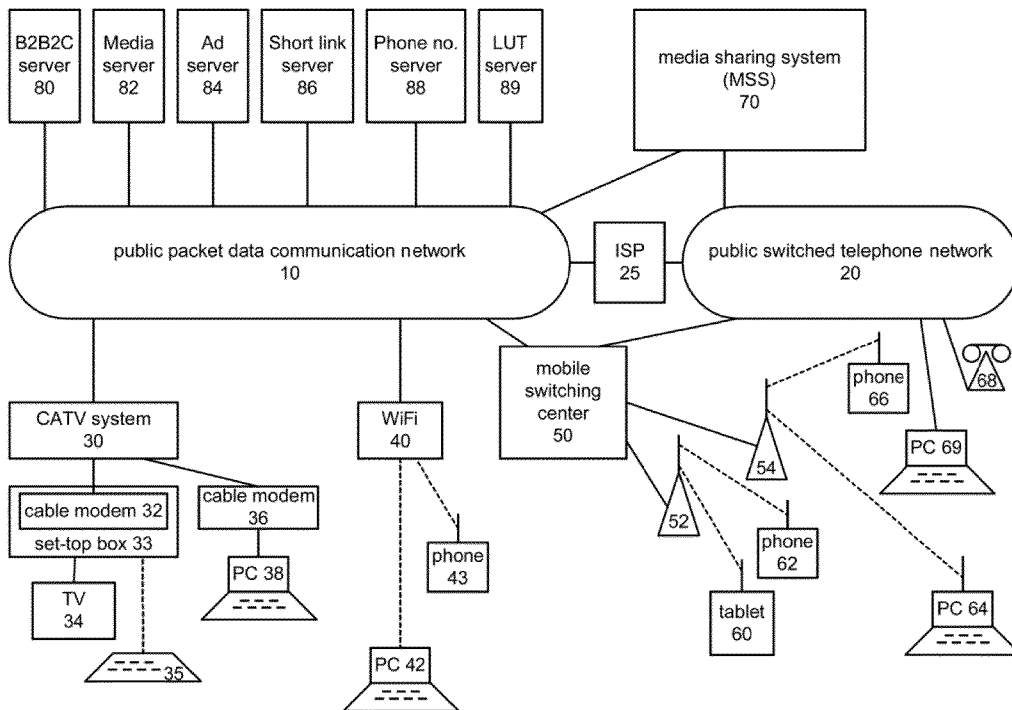 B2B2C
server
80
Media
server
82
Ad
server
84
Short link
server
86
Phone no.
server
88
LUT
server
89
media sharing system
(MSS)
70
public packet data communication network
10
ISP
25
public switched telephone network
20
CATV system
30
WiFi
40
mobile
switching
center
50
phone
66
68
54
PC 69
cable modem 32
set-top box 33
cable modem
36
52
phone
43
phone
62
TV
34
PC 38
tablet
60
PC 64
35
PC 42